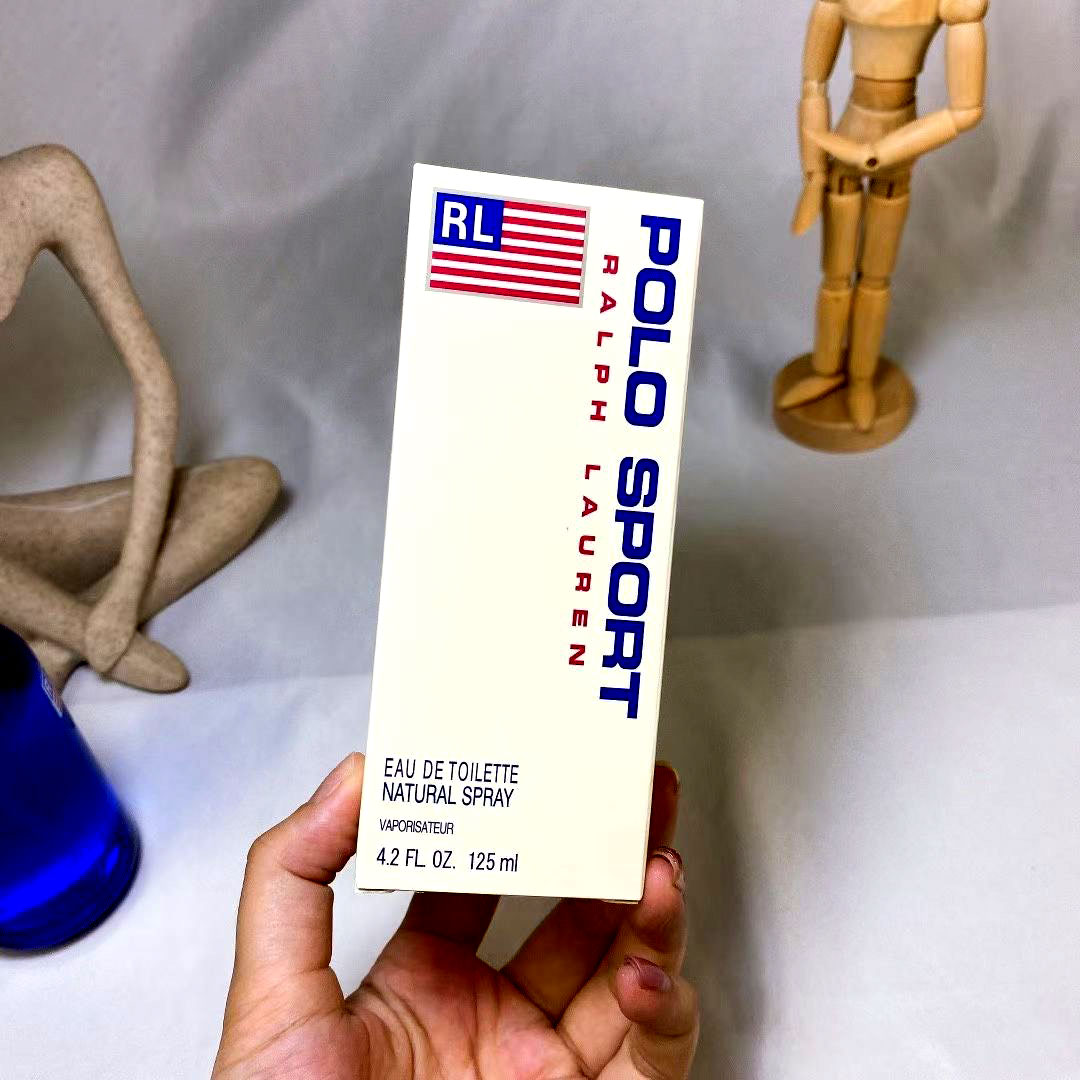 RL
POLO SPORT
RALPH LAUREN
EAU DE TOILETTE
NATURAL SPRAY
VAPORISATEUR
4.2 FL. OZ. 125 ml